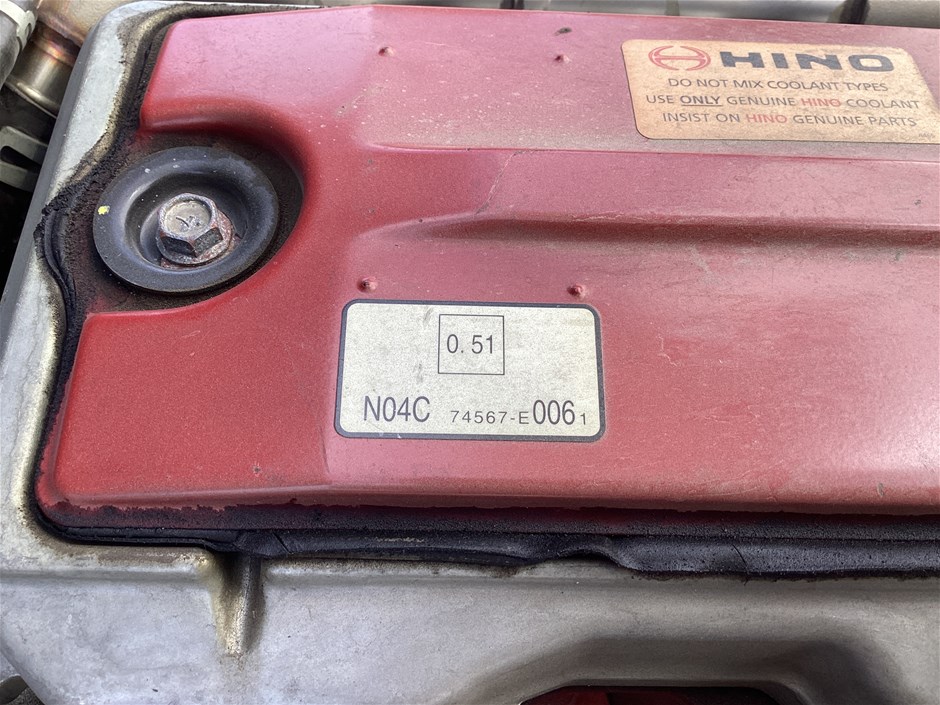 HINO
DO NOT MIX COOLANT TYPES
USE ONLY GENUINE HINO COOLANT
INSIST ON HINO GENUINE PARTS
0.51
N04C 74567-E0061